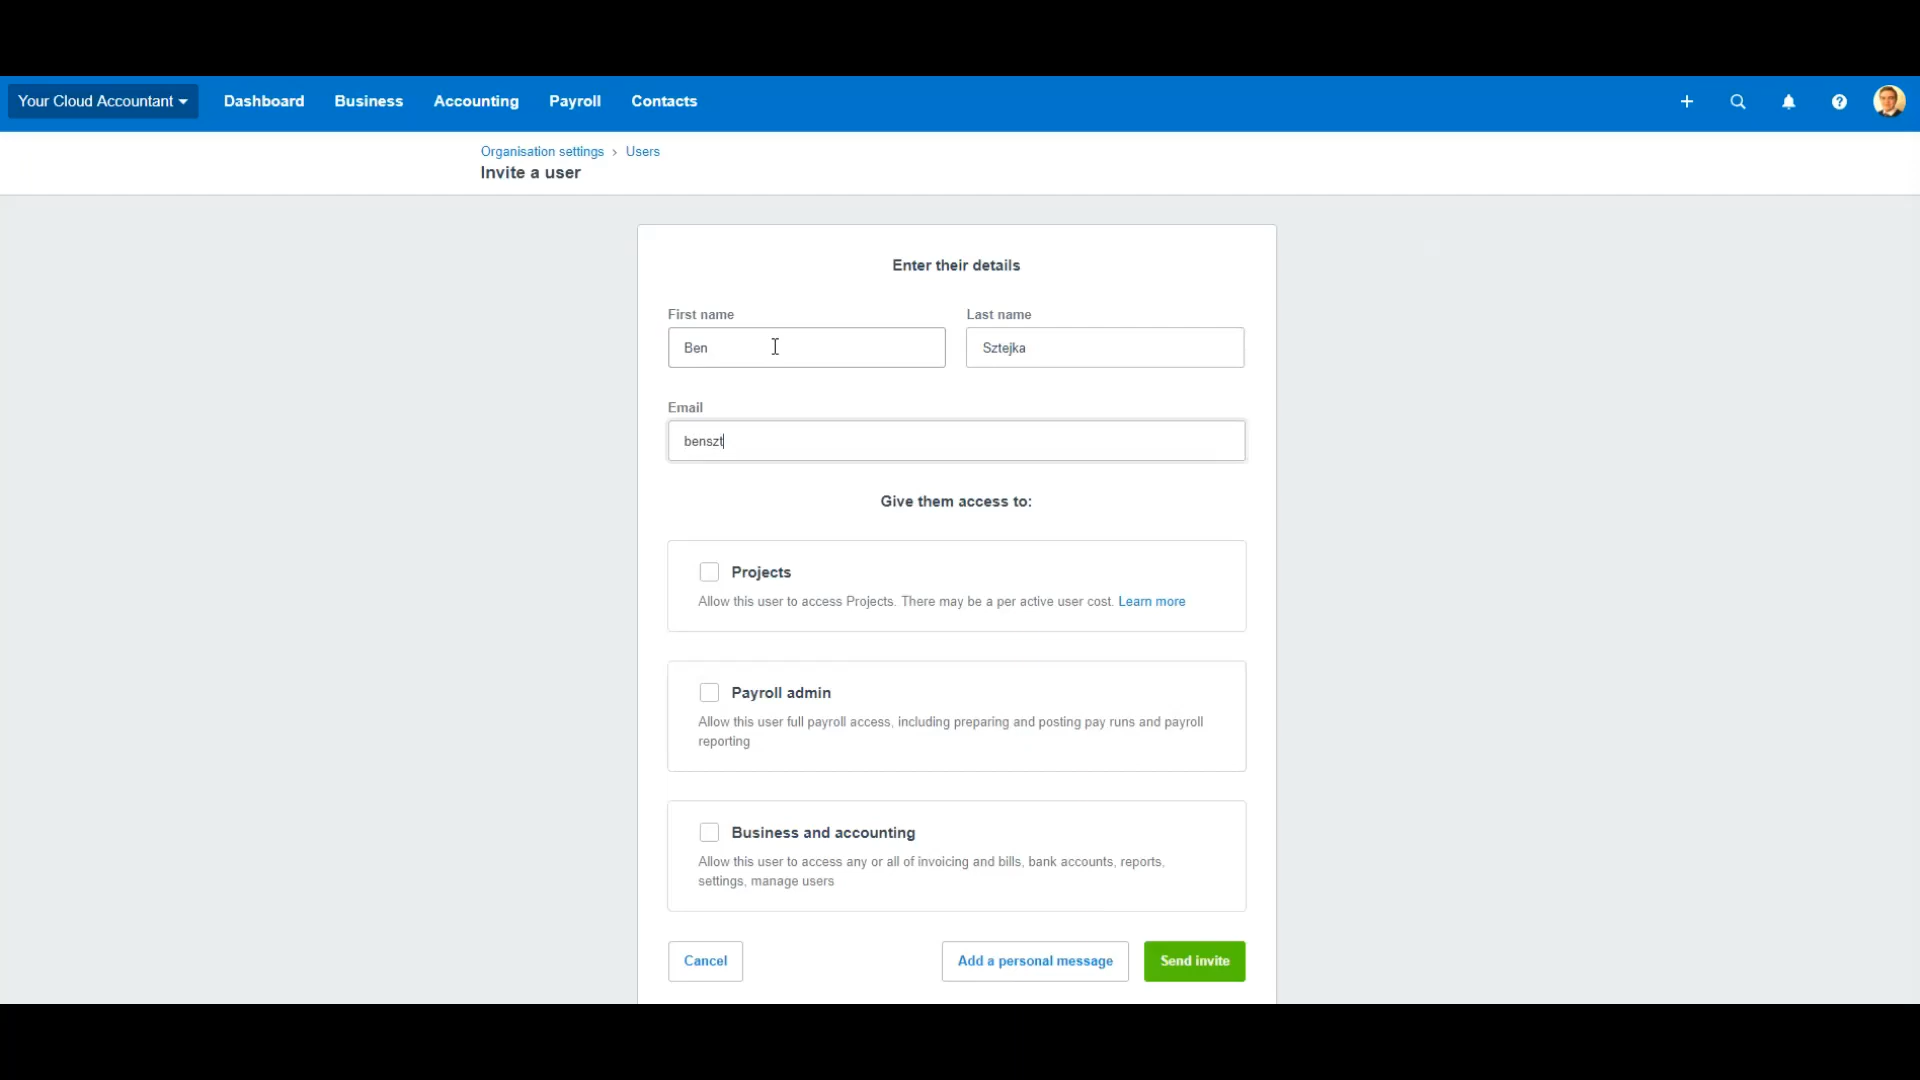 Your Cloud Accountant Dashboard Business Accounting Payroll Contacts
Organisation settings › Users
Invite a user
Enter their details
First name Last name
Ben Sztejka
Email
benszt
Give them access to:
Projects
Allow this user to access Projects. There may be a per active user cost. Learn more
Payroll admin
Allow this user full payroll access, including preparing and posting pay runs and payroll
reporting
Business and accounting
Allow this user to access any or all of invoicing and bills, bank accounts, reports,
settings, manage users
Cancel Add a personal message Send invite